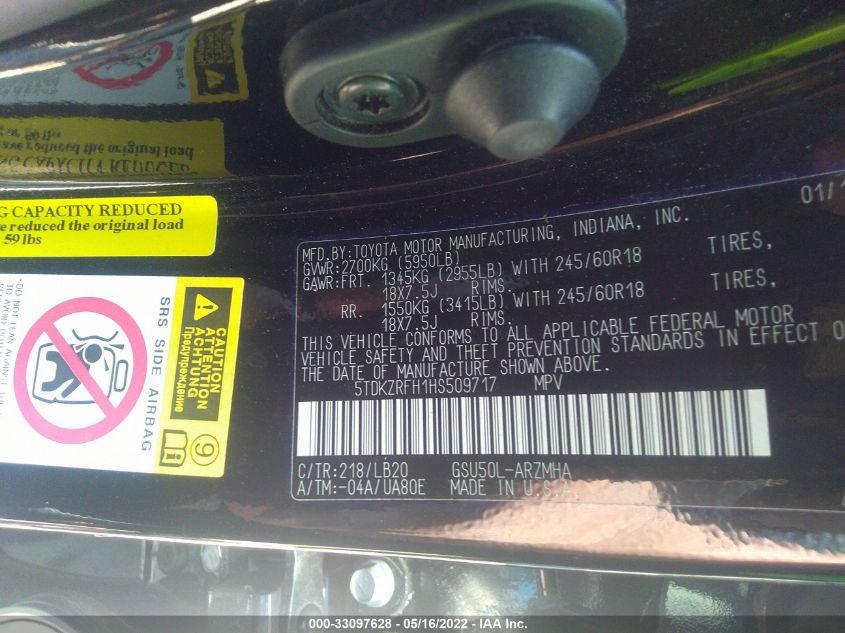 G CAPACITY REDUCED
e reduced the original load
59 lbs
01/1
MFD.BY:TOYOTA MOTOR MANUFACTURING, INDIANA, INC.
GVWR:2700KG (5950LB)
GAWR:FRT. 1345KG (2955LB) WITH 245/60R18 TIRES,
18X7.5J RIMS,
RR. 1550KG (3415LB) WITH 245/60R18 TIRES,
18X7.5J RIMS.
THIS VEHICLE CONFORMS TO ALL APPLICABLE FEDERAL MOTOR
VEHICLE SAFETY AND THEFT PREVENTION STANDARDS IN EFFECT O
THE DATE OF MANUFACTURE SHOWN ABOVE.
5TDKZRFH1HS509717 MPV
C/TR:218/LB20 GSU50L-ARZMHA
A/TM:-04A/UA80E MADE IN U.S.A.
CAUTION
ATTENTION
ACHTUNG
Предупреждение
9
SRS SIDE AIRBAG
000-33097628 - 05/16/2022 - IAA Inc.